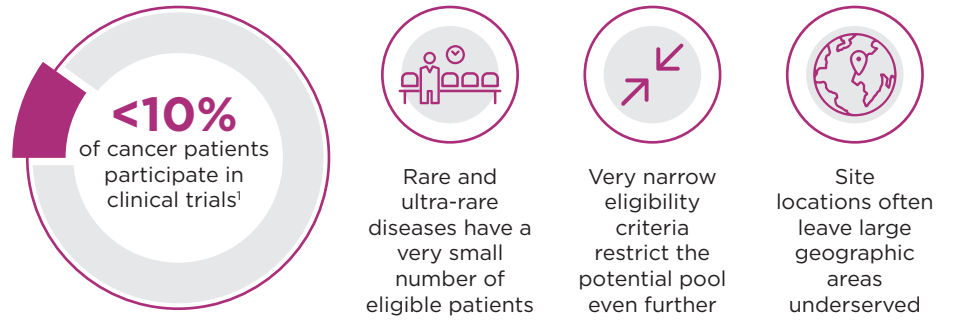 <10%
of cancer patients
participate in
clinical trials¹
Rare and
ultra-rare
diseases have a
very small
number of
eligible patients
Very narrow
eligibility
criteria
restrict the
potential pool
even further
Site
locations often
leave large
geographic
areas
underserved